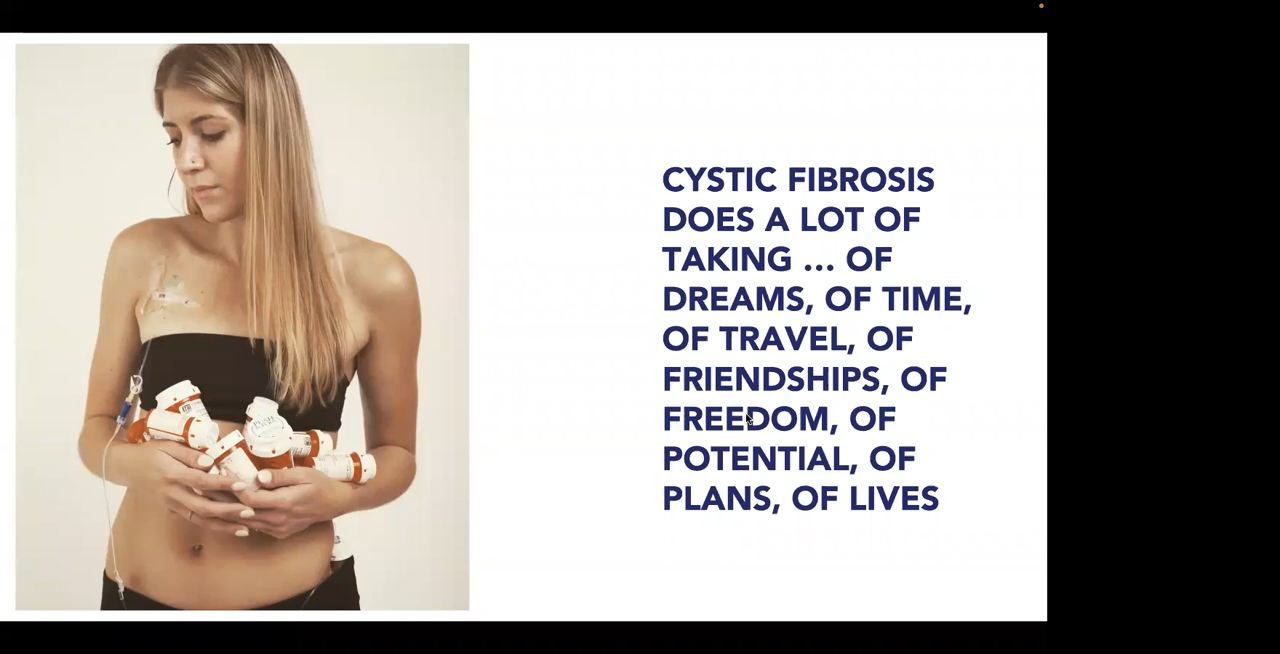 CYSTIC FIBROSIS
DOES A LOT OF
TAKING ... OF
DREAMS, OF TIME,
OF TRAVEL, OF
FRIENDSHIPS, OF
FREEDOM, OF
POTENTIAL, OF
PLANS, OF LIVES